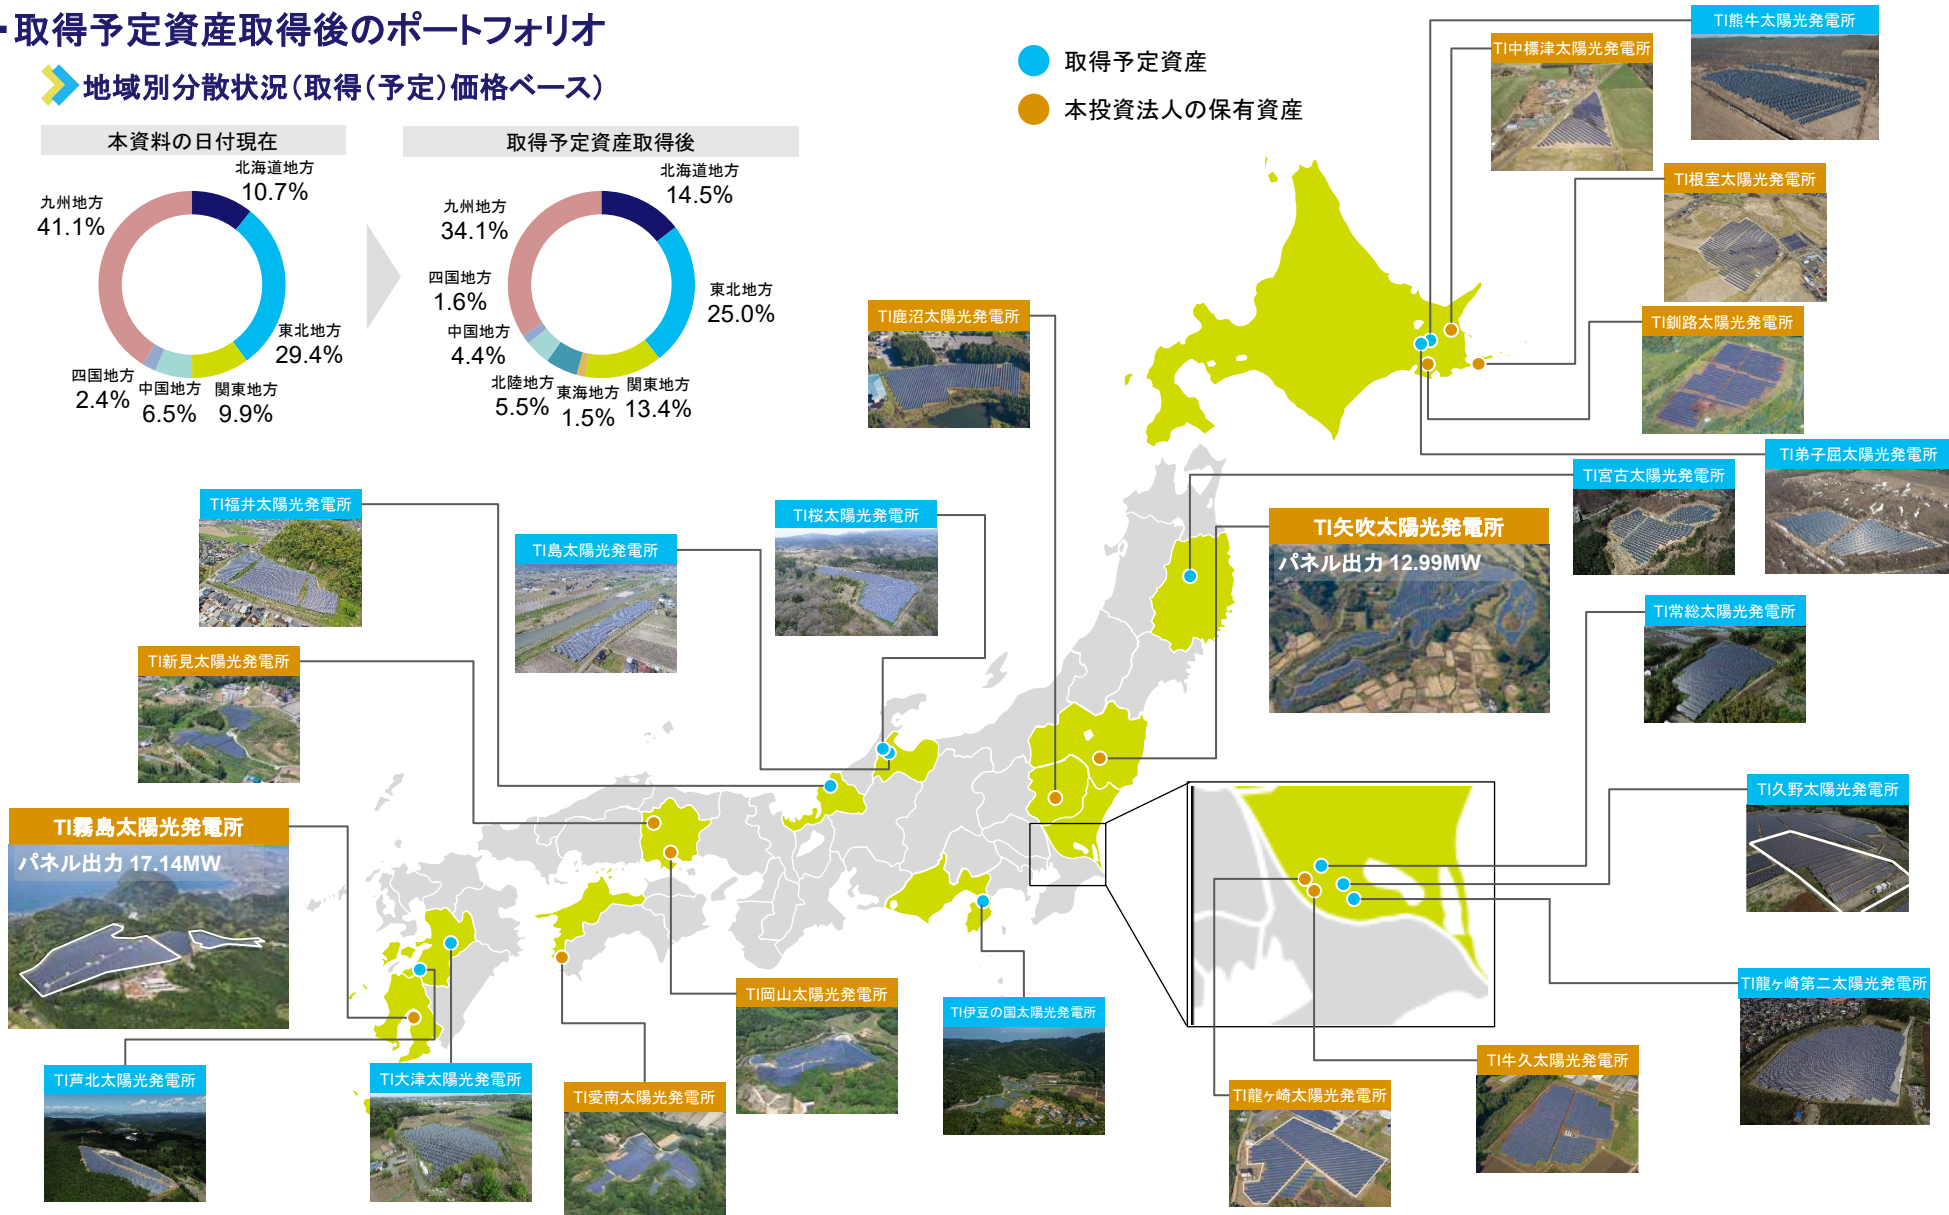 ・取得予定資産取得後のポートフォリオ
地域別分散状況（取得（予定）価格ベース）
取得予定資産
本投資法人の保有資産
本資料の日付現在
北海道地方
10.7%
東北地方
29.4%
関東地方
9.9%
中国地方
6.5%
四国地方
2.4%
九州地方
41.1%
取得予定資産取得後
北海道地方
14.5%
東北地方
25.0%
関東地方
13.4%
東海地方
1.5%
北陸地方
5.5%
中国地方
4.4%
四国地方
1.6%
九州地方
34.1%
TI熊牛太陽光発電所
TI中標津太陽光発電所
TI根室太陽光発電所
TI釧路太陽光発電所
TI弟子屈太陽光発電所
TI鹿沼太陽光発電所
TI宮古太陽光発電所
TI矢吹太陽光発電所
パネル出力 12.99MW
TI福井太陽光発電所
TI島太陽光発電所
TI桜太陽光発電所
TI常総太陽光発電所
TI新見太陽光発電所
TI久野太陽光発電所
TI霧島太陽光発電所
パネル出力 17.14MW
TI龍ヶ崎第二太陽光発電所
TI岡山太陽光発電所
TI伊豆の国太陽光発電所
TI牛久太陽光発電所
TI芦北太陽光発電所
TI大津太陽光発電所
TI愛南太陽光発電所
TI龍ヶ崎太陽光発電所